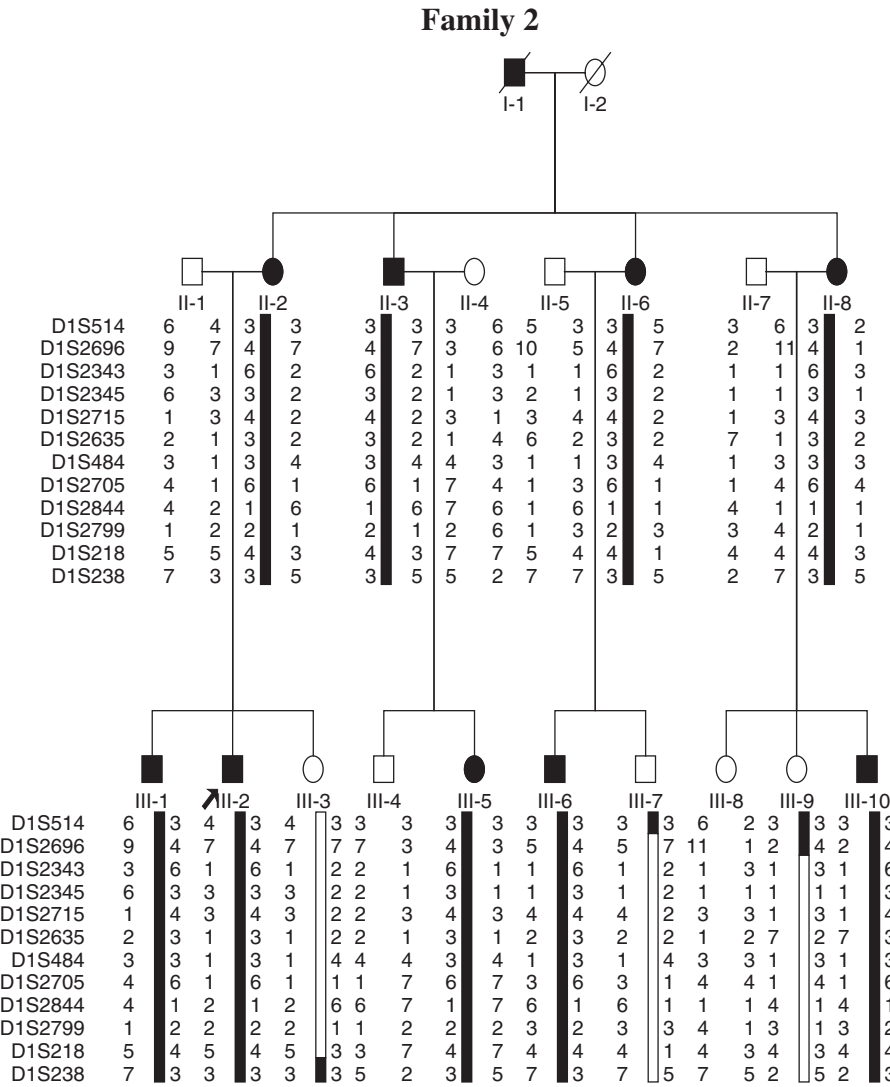 Family 2
I-1 I-2
II-1 II-2 II-3 II-4 II-5 II-6 II-7 II-8
D1S514 6 4 3 3 3 3 3 6 5 3 3 5 3 6 3 2
D1S2696 9 7 4 7 4 7 3 6 10 5 4 7 2 11 4 1
D1S2343 3 1 6 2 6 2 1 3 1 1 6 2 1 1 6 3
D1S2345 6 3 3 2 3 2 1 3 2 1 3 2 1 1 3 1
D1S2715 1 3 4 2 4 2 3 1 3 4 4 2 1 3 4 3
D1S2635 2 1 3 2 3 2 1 4 6 2 3 2 7 1 3 2
D1S484 3 1 3 4 3 4 4 3 1 1 3 4 1 3 3 3
D1S2705 4 1 6 1 6 1 7 4 1 3 6 1 1 4 6 4
D1S2844 4 2 1 6 1 6 7 6 1 6 1 1 4 1 1 1
D1S2799 1 2 2 1 2 1 2 6 1 3 2 3 3 4 2 1
D1S218 5 5 4 3 4 3 7 7 5 4 4 1 4 4 4 3
D1S238 7 3 3 5 3 5 5 2 7 7 3 5 2 7 3 5
III-1 III-2 III-3 III-4 III-5 III-6 III-7 III-8 III-9 III-10
D1S514 6 3 4 3 4 3 3 3 3 3 3 3 3 3 6 2 3 3 3 3
D1S2696 9 4 7 4 7 7 7 3 4 3 5 4 5 7 11 1 2 4 2 4
D1S2343 3 6 1 6 1 2 2 1 6 1 1 6 1 2 1 3 1 3 1 6
D1S2345 6 3 3 3 3 2 2 1 3 1 1 3 1 2 1 1 1 1 1 3
D1S2715 1 4 3 4 3 2 2 3 4 3 4 4 4 2 3 3 1 3 1 4
D1S2635 2 3 1 3 1 2 2 1 3 1 2 3 2 2 1 2 7 2 7 3
D1S484 3 3 1 3 1 4 4 4 3 4 1 3 1 4 3 3 1 3 1 3
D1S2705 4 6 1 6 1 1 1 7 6 7 3 6 3 1 4 4 1 4 1 6
D1S2844 4 1 2 1 2 6 6 7 1 7 6 1 6 1 1 1 4 1 4 1
D1S2799 1 2 2 2 2 1 1 2 2 2 3 2 3 3 4 1 3 1 3 2
D1S218 5 4 5 4 5 3 3 7 4 7 4 4 4 1 4 3 4 3 4 4
D1S238 7 3 3 3 3 3 5 2 3 5 7 3 7 5 7 5 2 5 2 3